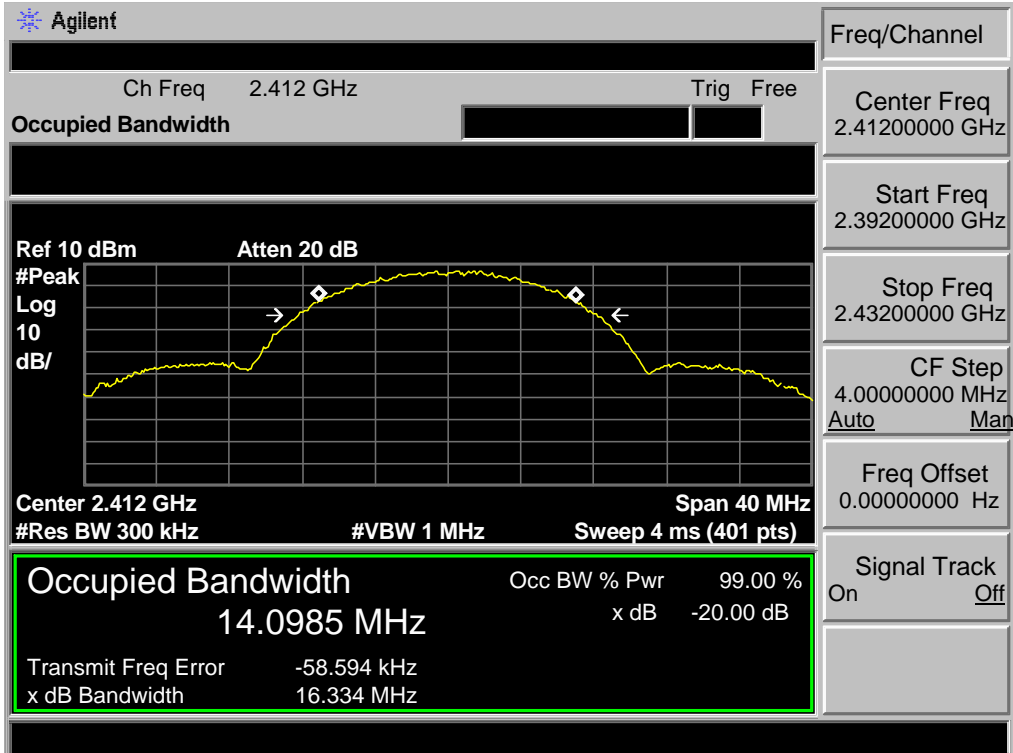 Agilent
Freq/Channel
Ch Freq 2.412 GHz Trig Free
Occupied Bandwidth
Center Freq
2.41200000 GHz
Start Freq
2.39200000 GHz
Ref 10 dBm Atten 20 dB
#Peak
Log
10
dB/
Stop Freq
2.43200000 GHz
CF Step
4.00000000 MHz
Auto Man
Freq Offset
0.00000000 Hz
Center 2.412 GHz Span 40 MHz
#Res BW 300 kHz #VBW 1 MHz Sweep 4 ms (401 pts)
Signal Track
On Off
Occupied Bandwidth Occ BW % Pwr 99.00 %
14.0985 MHz x dB -20.00 dB
Transmit Freq Error -58.594 kHz
x dB Bandwidth 16.334 MHz